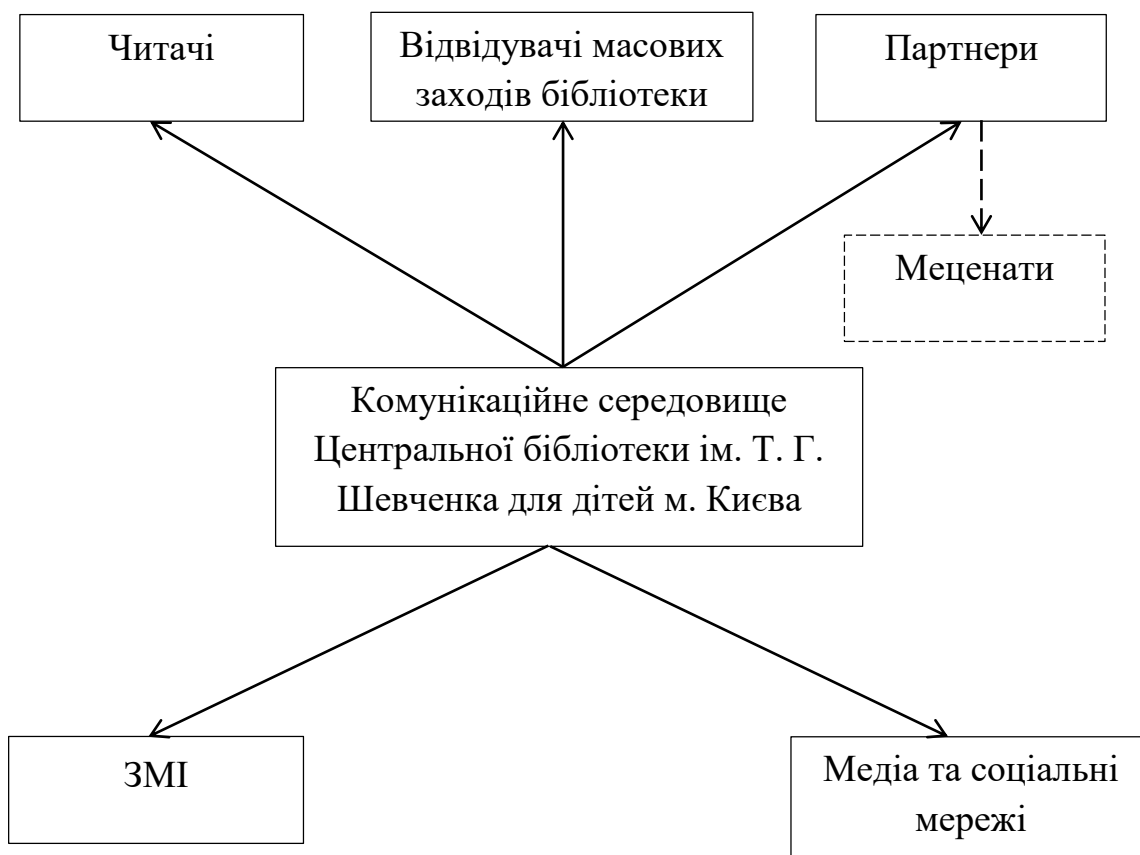 Читачі
Відвідувачі масових
заходів бібліотеки
Партнери
Меценати
Комунікаційне середовище
Центральної бібліотеки ім. Т. Г.
Шевченка для дітей м. Києва
ЗМІ
Медіа та соціальні
мережі